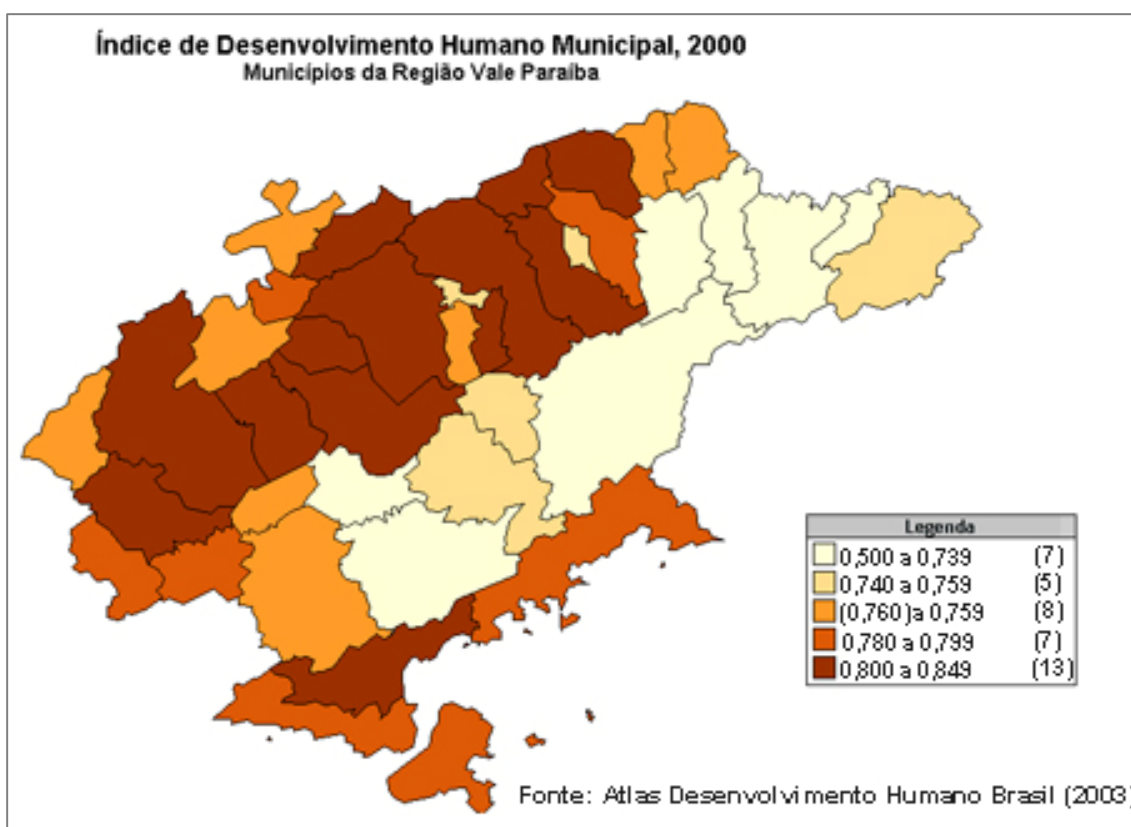 Índice de Desenvolvimento Humano Municipal, 2000
Municípios da Região Vale Paraíba
Legenda
0,500 a 0,739 (7)
0,740 a 0,759 (5)
(0,760)a 0,759 (8)
0,780 a 0,799 (7)
0,800 a 0,849 (13)
Fonte: Atlas Desenvolvimento Humano Brasil (2003)